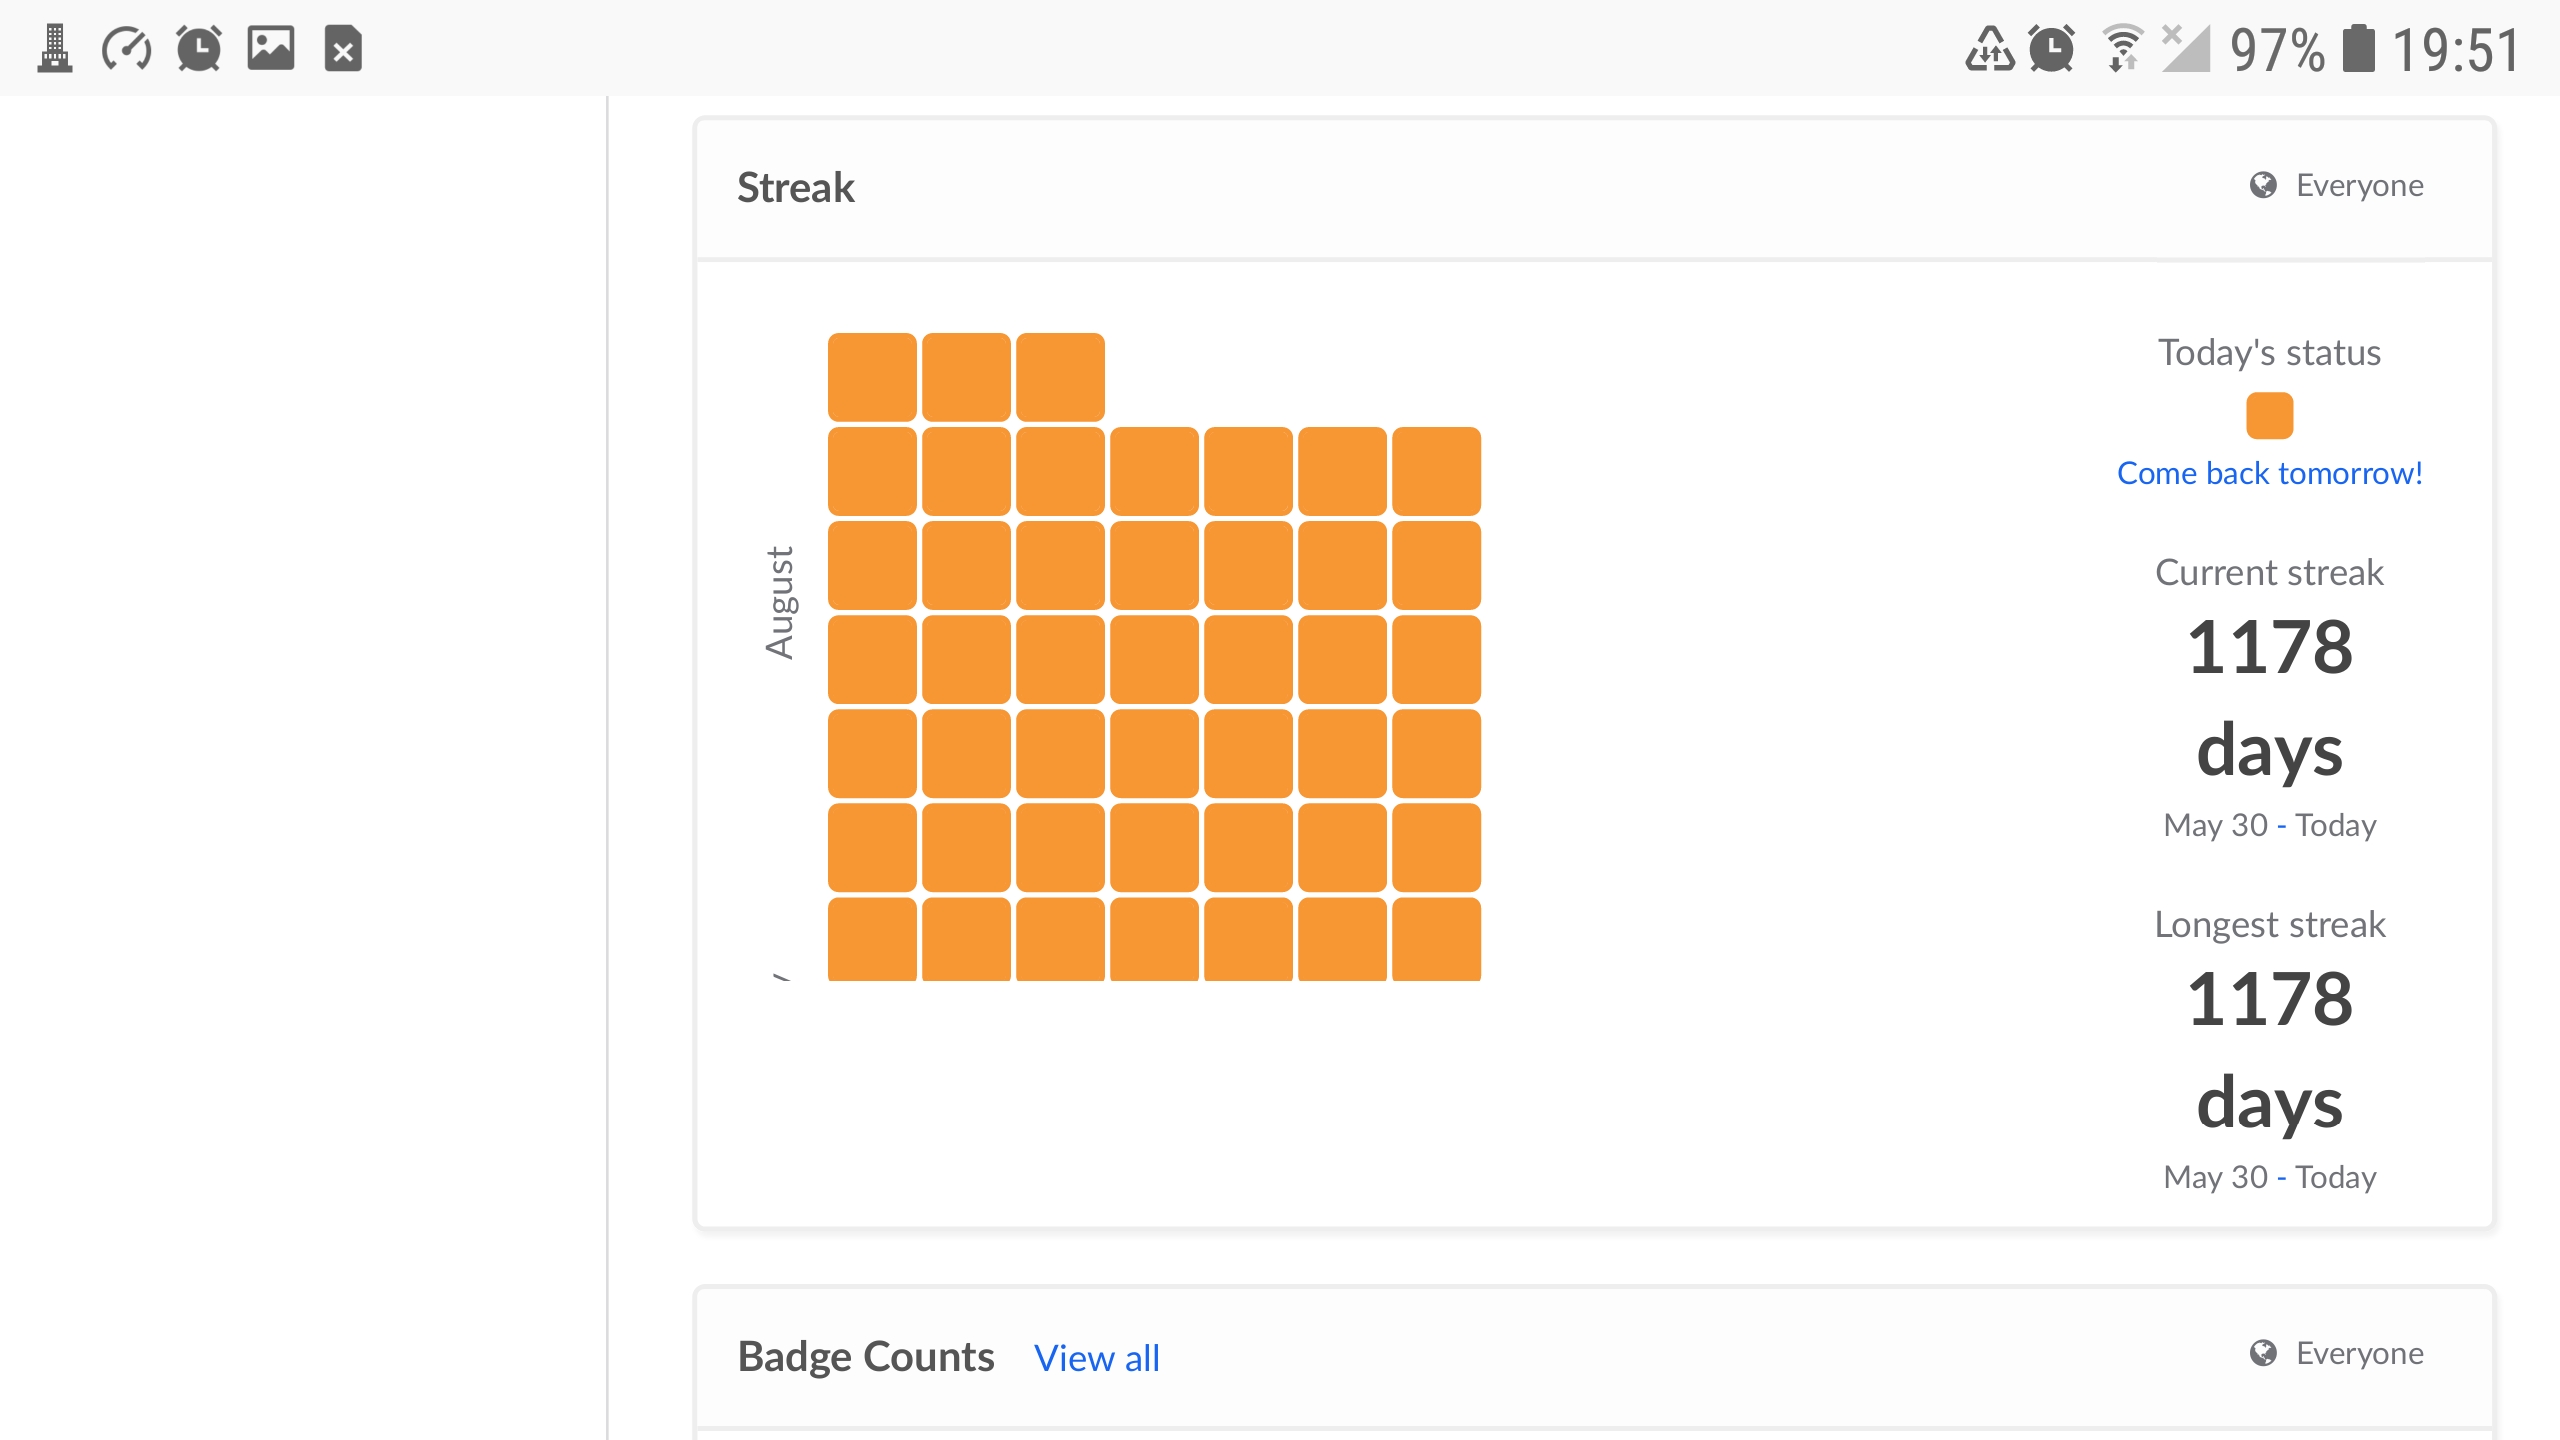 97% 19:51
Streak
Everyone
August
Today's status
Come back tomorrow!
Current streak
1178
days
May 30 - Today
Longest streak
1178
days
May 30 - Today
Badge Counts View all
Everyone